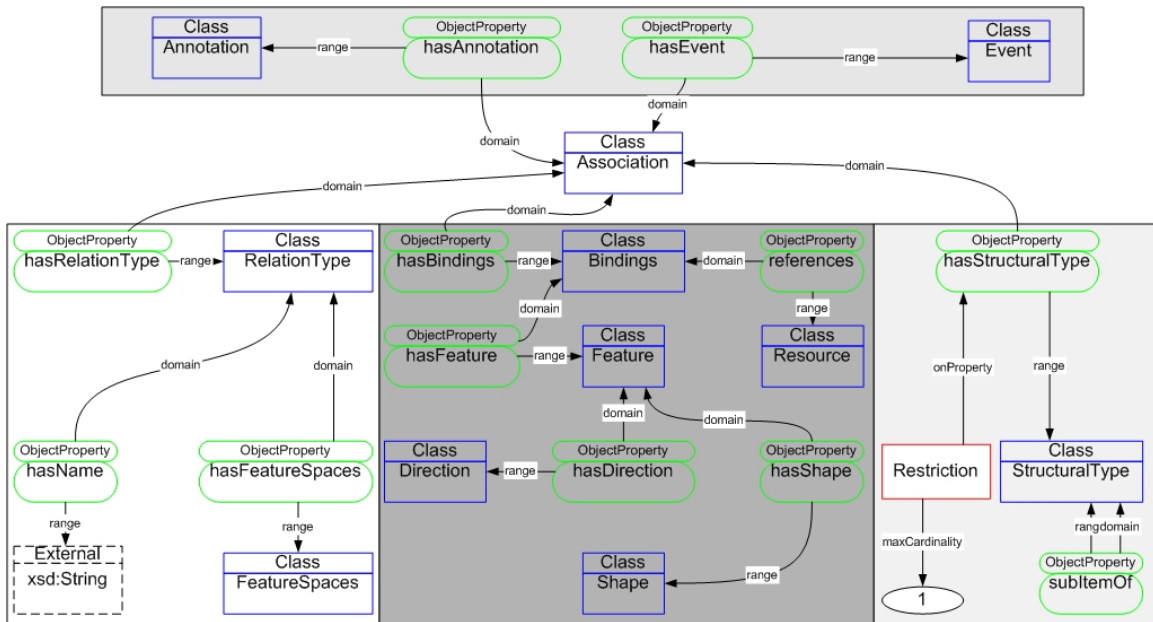 Class
Annotation
range
ObjectProperty
hasAnnotation
ObjectProperty
hasEvent
range
Class
Event
domain
domain
Class
Association
domain
domain
domain
ObjectProperty
hasRelationType
range
Class
RelationType
domain
domain
ObjectProperty
hasName
range
External
xsd:String
ObjectProperty
hasFeatureSpaces
range
Class
FeatureSpaces
ObjectProperty
hasBindings
range
Class
Bindings
domain
ObjectProperty
references
domain
range
ObjectProperty
hasFeature
range
Class
Feature
Class
Resource
domain
domain
Class
Direction
range
ObjectProperty
hasDirection
ObjectProperty
hasShape
Class
Shape
range
ObjectProperty
hasStructuralType
onProperty
range
Restriction
Class
StructuralType
maxCardinality
rangdomain
1
ObjectProperty
subItemOf